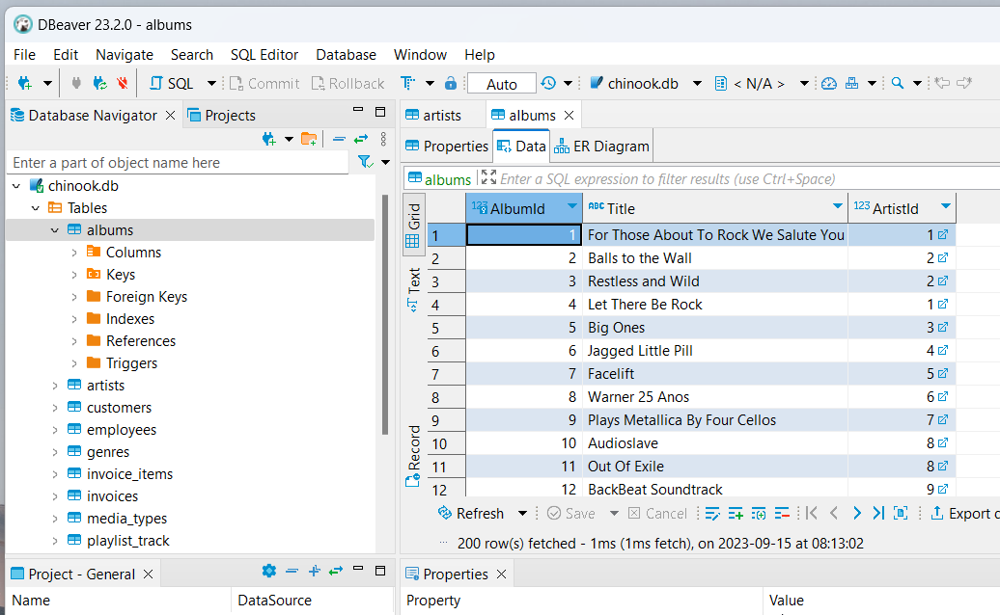 DBeaver 23.2.0 - albums
File Edit Navigate Search SQL Editor Database Window Help
SQL Commit Rollback Auto chinook.db < N/A >
Database Navigator Projects
Enter a part of object name here
chinook.db
Tables
albums
Columns
Keys
Foreign Keys
Indexes
References
Triggers
artists
customers
employees
genres
invoice_items
invoices
media_types
playlist_track
Project - General
Name DataSource
artists albums
Properties Data ER Diagram
albums Enter a SQL expression to filter results (use Ctrl+Space)
Grid
Text
Record
123 AlbumId ABC Title 123 ArtistId
1 1 For Those About To Rock We Salute You 1
2 2 Balls to the Wall 2
3 3 Restless and Wild 2
4 4 Let There Be Rock 1
5 5 Big Ones 3
6 6 Jagged Little Pill 4
7 7 Facelift 5
8 8 Warner 25 Anos 6
9 9 Plays Metallica By Four Cellos 7
10 10 Audioslave 8
11 11 Out Of Exile 8
12 12 BackBeat Soundtrack 9
Refresh Save Cancel Export
200 row(s) fetched - 1ms (1ms fetch), on 2023-09-15 at 08:13:02
Properties
Property Value